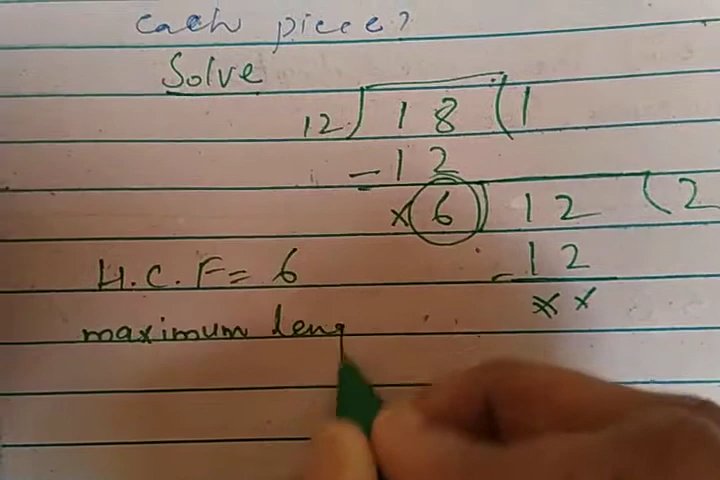 Each piece?
Solve
12) 18 (1
- 12
x 6) 12 (2
H.C.F = 6 - 12
x x
maximum leng